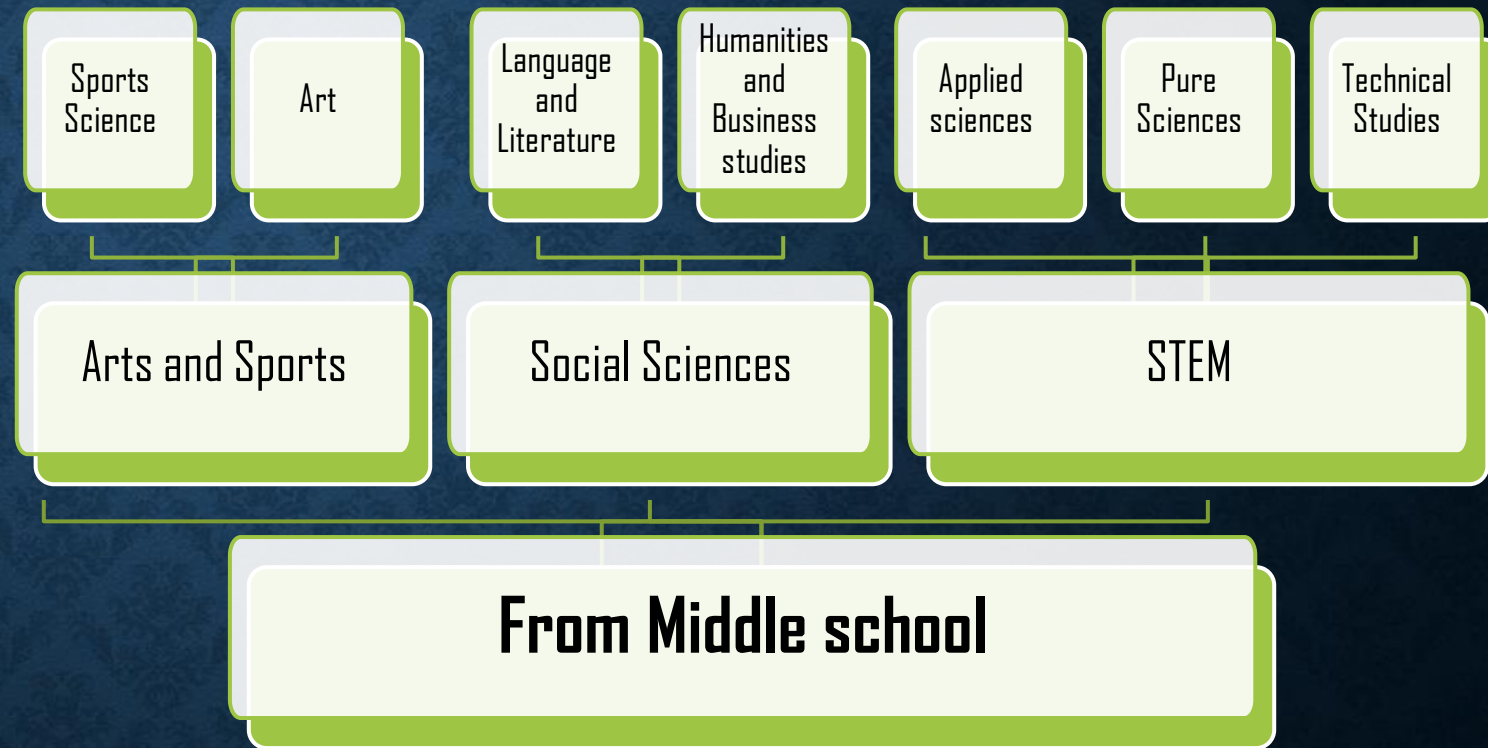 Sports
Science
Art
Language
and
Literature
Humanities
and
Business
studies
Applied
sciences
Pure
Sciences
Technical
Studies
Arts and Sports
Social Sciences
STEM
From Middle school